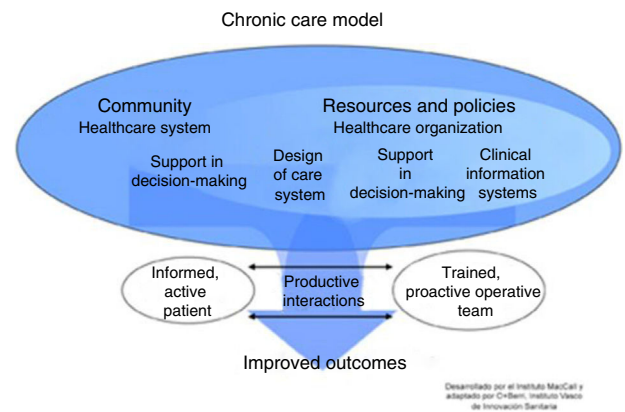 Chronic care model
Community
Healthcare system
Resources and policies
Healthcare organization
Support in
decision-making
Design
of care
system
Support
in
decision-making
Clinical
information
systems
Informed,
active
patient
Productive
interactions
Trained,
proactive operative
team
Improved outcomes
Desarrollado por el Instituto MacCall y
adaptado por O+Berri, Instituto Vasco
de Innovación Sanitaria